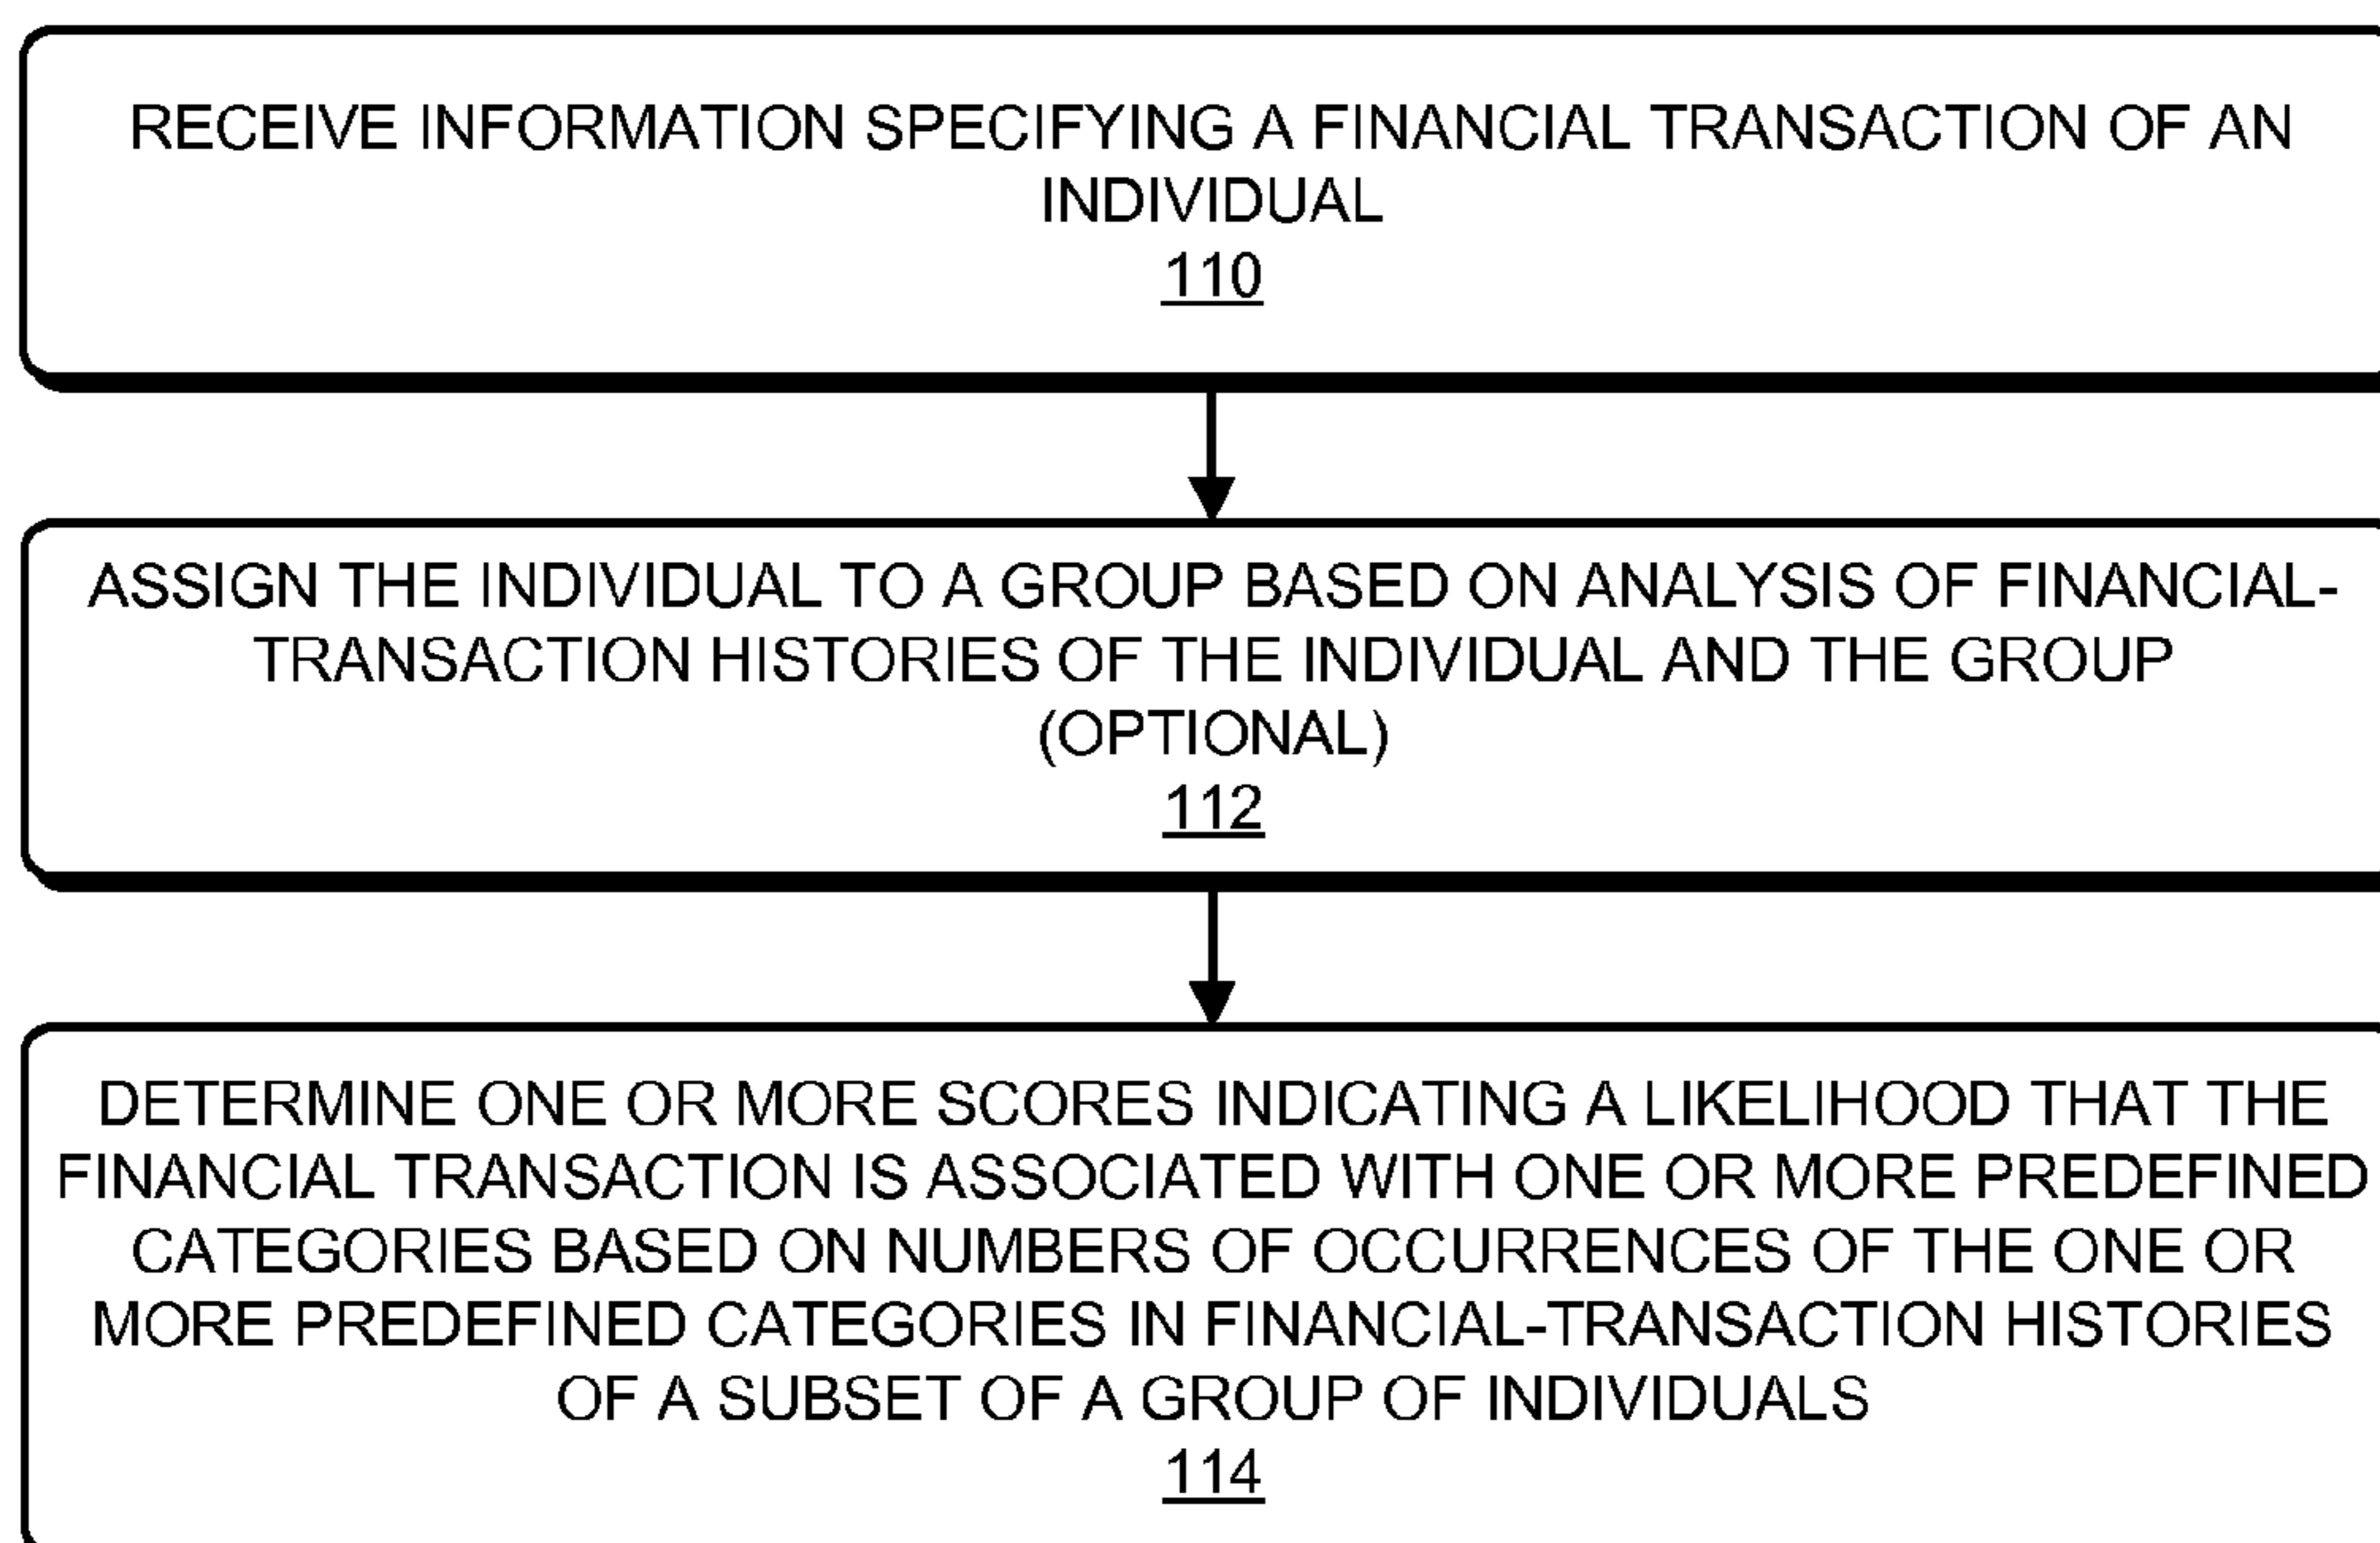 RECEIVE INFORMATION SPECIFYING A FINANCIAL TRANSACTION OF AN
INDIVIDUAL
110
ASSIGN THE INDIVIDUAL TO A GROUP BASED ON ANALYSIS OF FINANCIAL-
TRANSACTION HISTORIES OF THE INDIVIDUAL AND THE GROUP
(OPTIONAL)
112
DETERMINE ONE OR MORE SCORES INDICATING A LIKELIHOOD THAT THE
FINANCIAL TRANSACTION IS ASSOCIATED WITH ONE OR MORE PREDEFINED
CATEGORIES BASED ON NUMBERS OF OCCURRENCES OF THE ONE OR
MORE PREDEFINED CATEGORIES IN FINANCIAL-TRANSACTION HISTORIES
OF A SUBSET OF A GROUP OF INDIVIDUALS
114